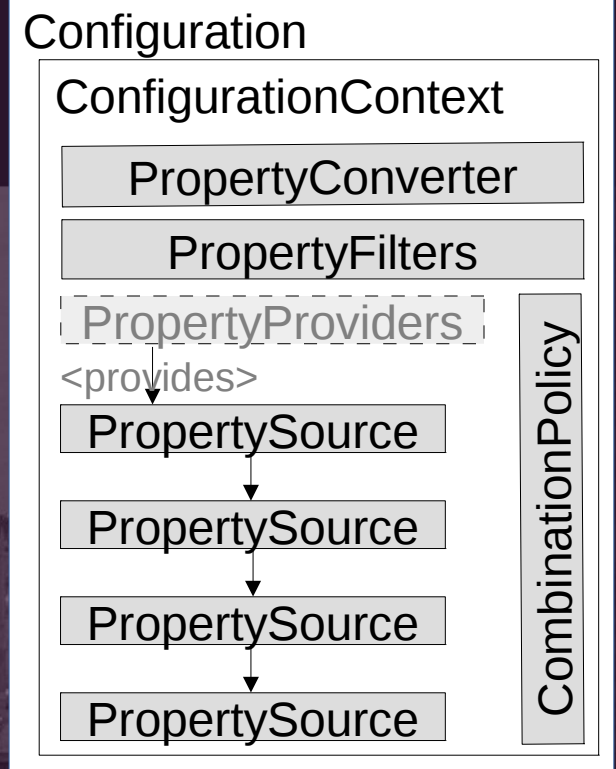 Configuration
ConfigurationContext
PropertyConverter
PropertyFilters
PropertyProviders
<provides>
PropertySource
PropertySource
PropertySource
PropertySource
CombinationPolicy